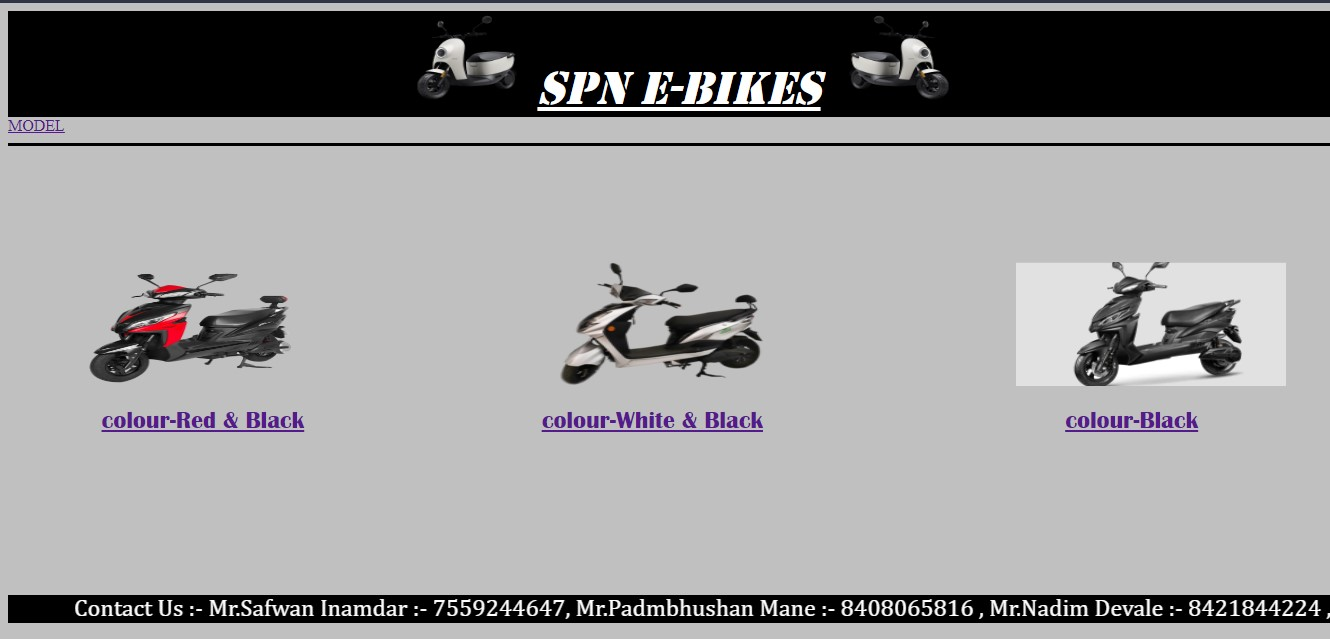 SPN E-BIKES
MODEL
colour-Red & Black
colour-White & Black
colour-Black
Contact Us :- Mr.Safwan Inamdar :- 7559244647, Mr.Padmbhushan Mane :- 8408065816 , Mr.Nadim Devale :- 8421844224 ,